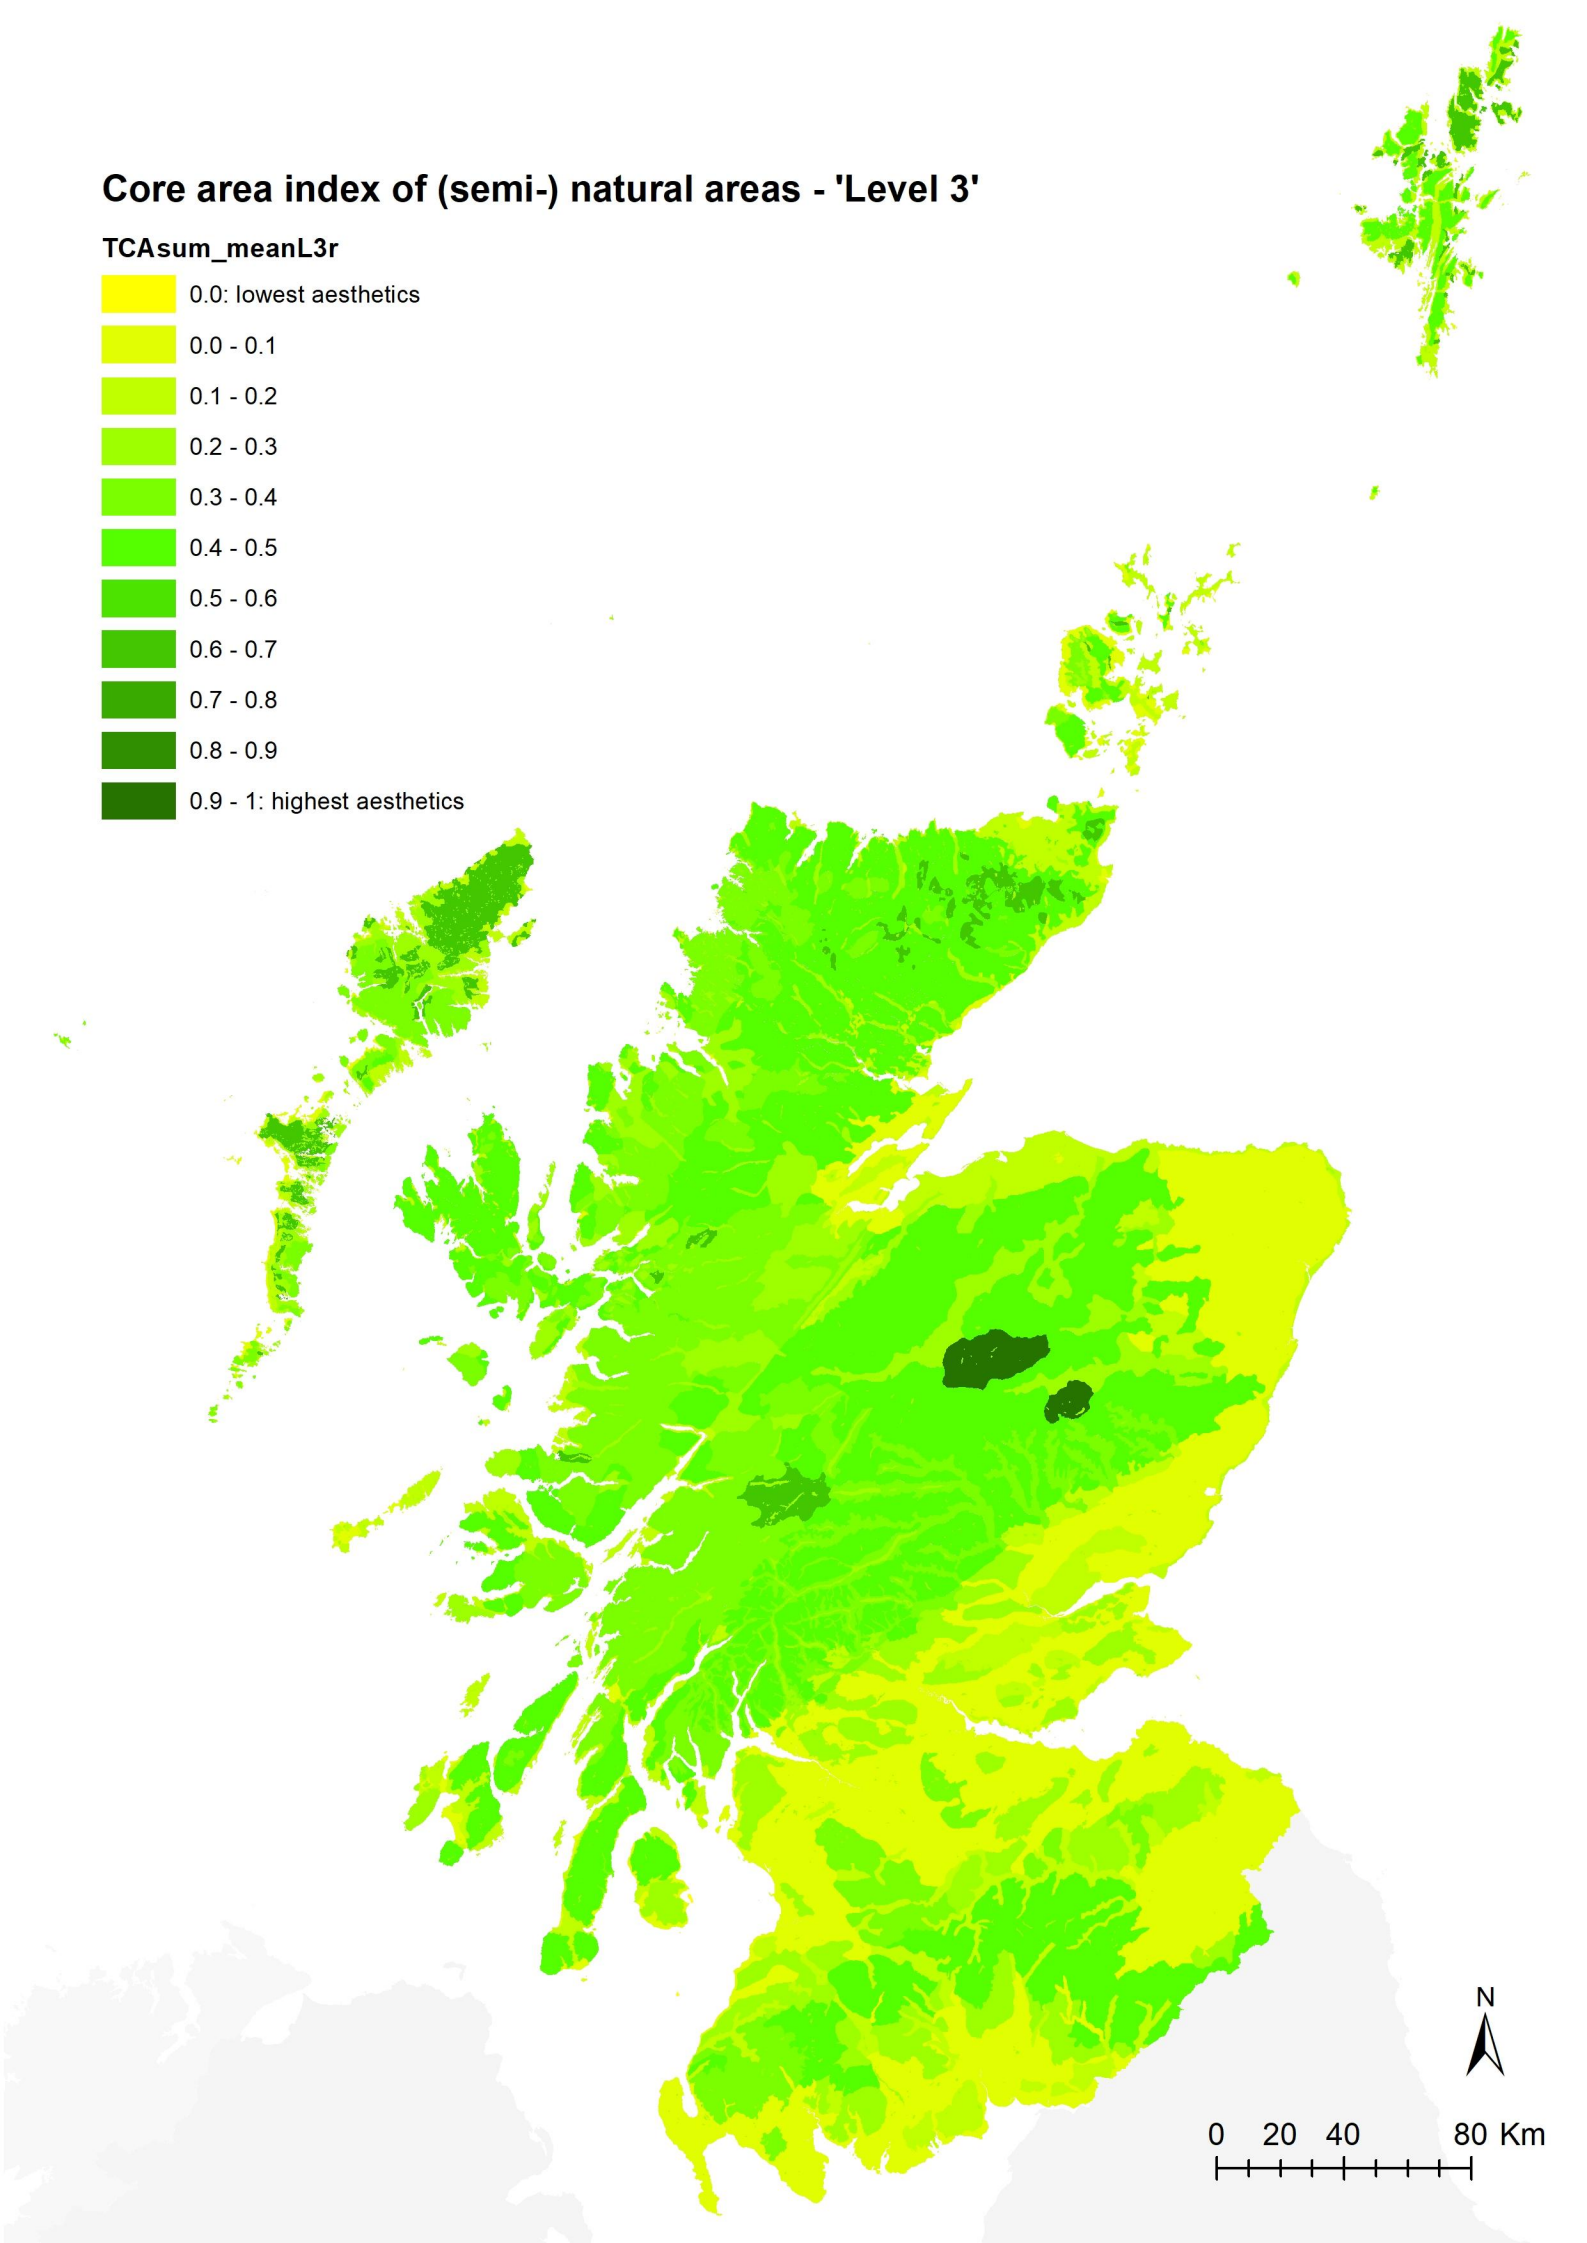 Core area index of (semi-) natural areas - 'Level 3'
TCAsum_meanL3r
0.0: lowest aesthetics
0.0 - 0.1
0.1 - 0.2
0.2 - 0.3
0.3 - 0.4
0.4 - 0.5
0.5 - 0.6
0.6 - 0.7
0.7 - 0.8
0.8 - 0.9
0.9 - 1: highest aesthetics
N
0 20 40 80 Km